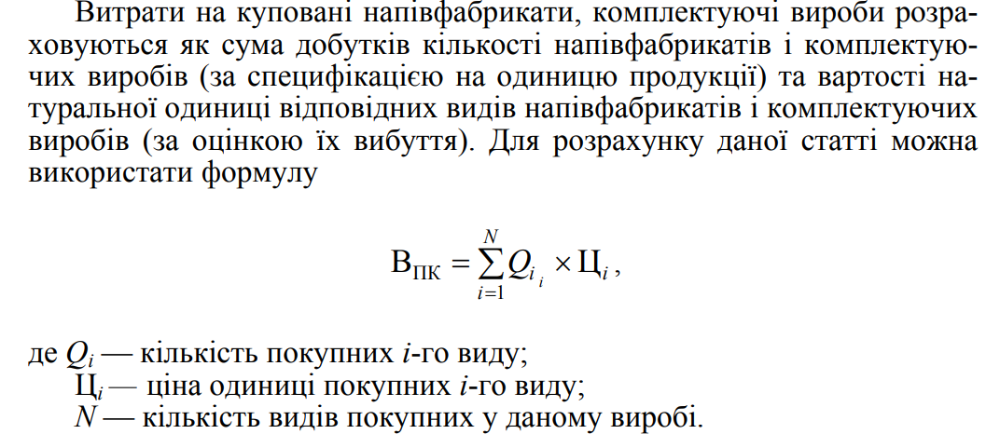 Витрати на куповані напівфабрикати, комплектуючі вироби розра-
ховуються як сума добутків кількості напівфабрикатів і комплектую-
чих виробів (за специфікацією на одиницю продукції) та вартості на-
туральної одиниці відповідних видів напівфабрикатів і комплектуючих
виробів (за оцінкою їх вибуття). Для розрахунку даної статті можна
використати формулу
В_ПК = ∑_{i=1}^{N} Q_{i_i} × Ц_i ,
де Q_i — кількість покупних i-го виду;
Ц_i — ціна одиниці покупних i-го виду;
N — кількість видів покупних у даному виробі.